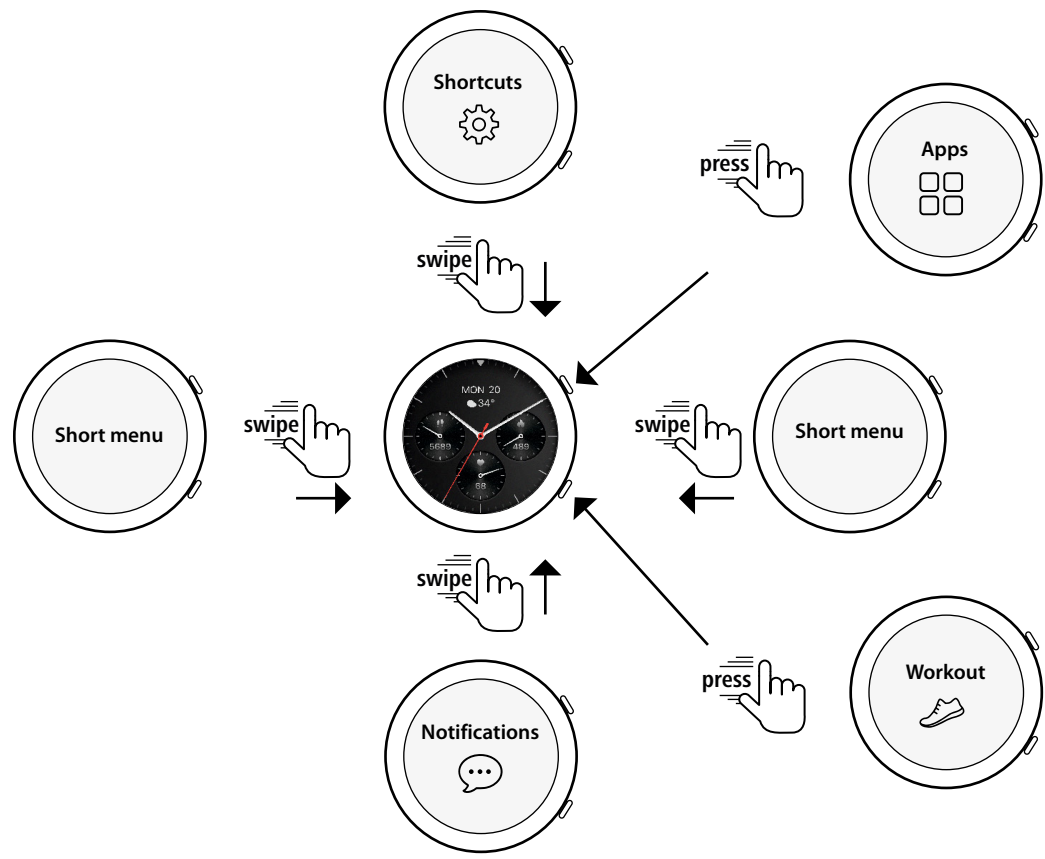 Shortcuts
press
Apps
swipe
MON 20
34°
Short menu
swipe
5689
489
68
swipe
Short menu
swipe
Notifications
press
Workout